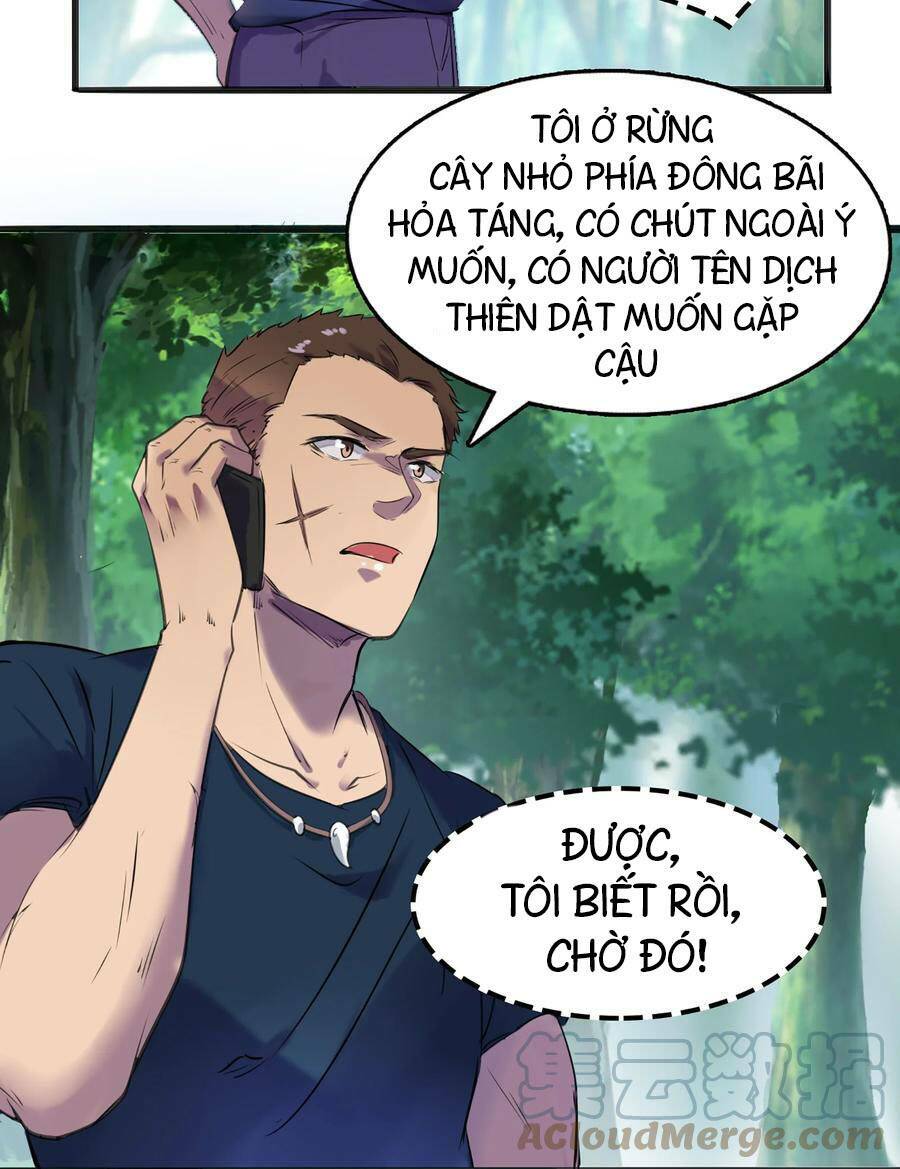 TÔI Ở RỪNG
CÂY NHỎ PHÍA ĐÔNG BÃI
HỎA TÁNG, CÓ CHÚT NGOÀI Ý
MUỐN, CÓ NGƯỜI TÊN DỊCH
THIÊN DẬT MUỐN GẶP
CẬU
ĐƯỢC,
TÔI BIẾT RỒI,
CHỜ ĐÓ!
集云数据
AcloudMerge.com